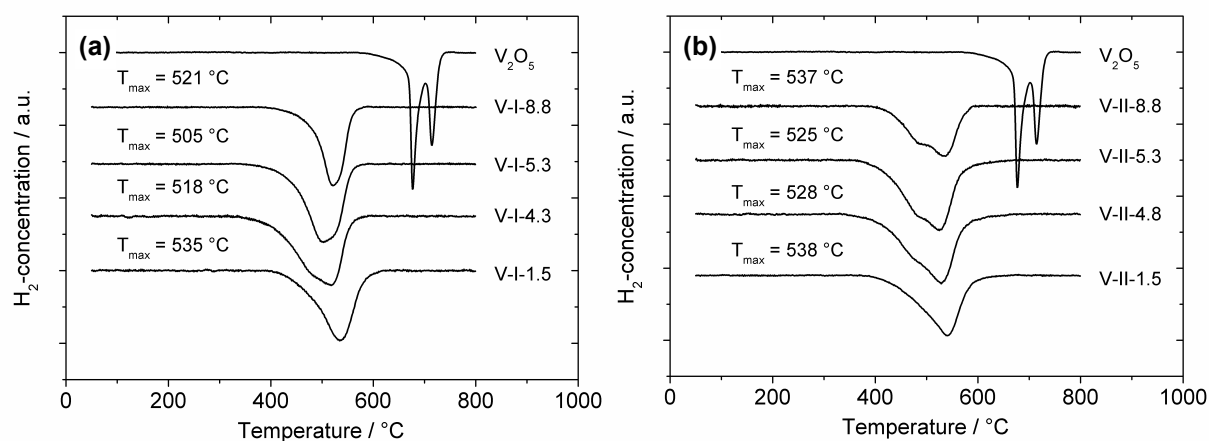 (a)
V₂O₅
Tmax = 521 °C
V-I-8.8
Tmax = 505 °C
V-I-5.3
Tmax = 518 °C
V-I-4.3
Tmax = 535 °C
V-I-1.5
H₂-concentration / a.u.
0 200 400 600 800 1000
Temperature / °C
(b)
V₂O₅
Tmax = 537 °C
V-II-8.8
Tmax = 525 °C
V-II-5.3
Tmax = 528 °C
V-II-4.8
Tmax = 538 °C
V-II-1.5
H₂-concentration / a.u.
0 200 400 600 800 1000
Temperature / °C